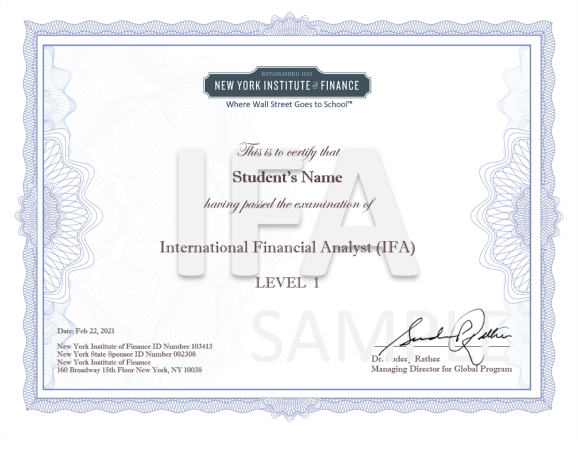 ESTABLISHED 1922
NEW YORK INSTITUTE of FINANCE
Where Wall Street Goes to School™
This is to certify that
Student's Name
having passed the examination of
International Financial Analyst (IFA)
LEVEL 1
IFA
SAMPLE
Date: Feb 22, 2021
New York Institute of Finance ID Number 103413
New York State Sponsor ID Number 002308
New York Institute of Finance
160 Broadway 15th Floor New York, NY 10038
Dr. Rathee
Managing Director for Global Program